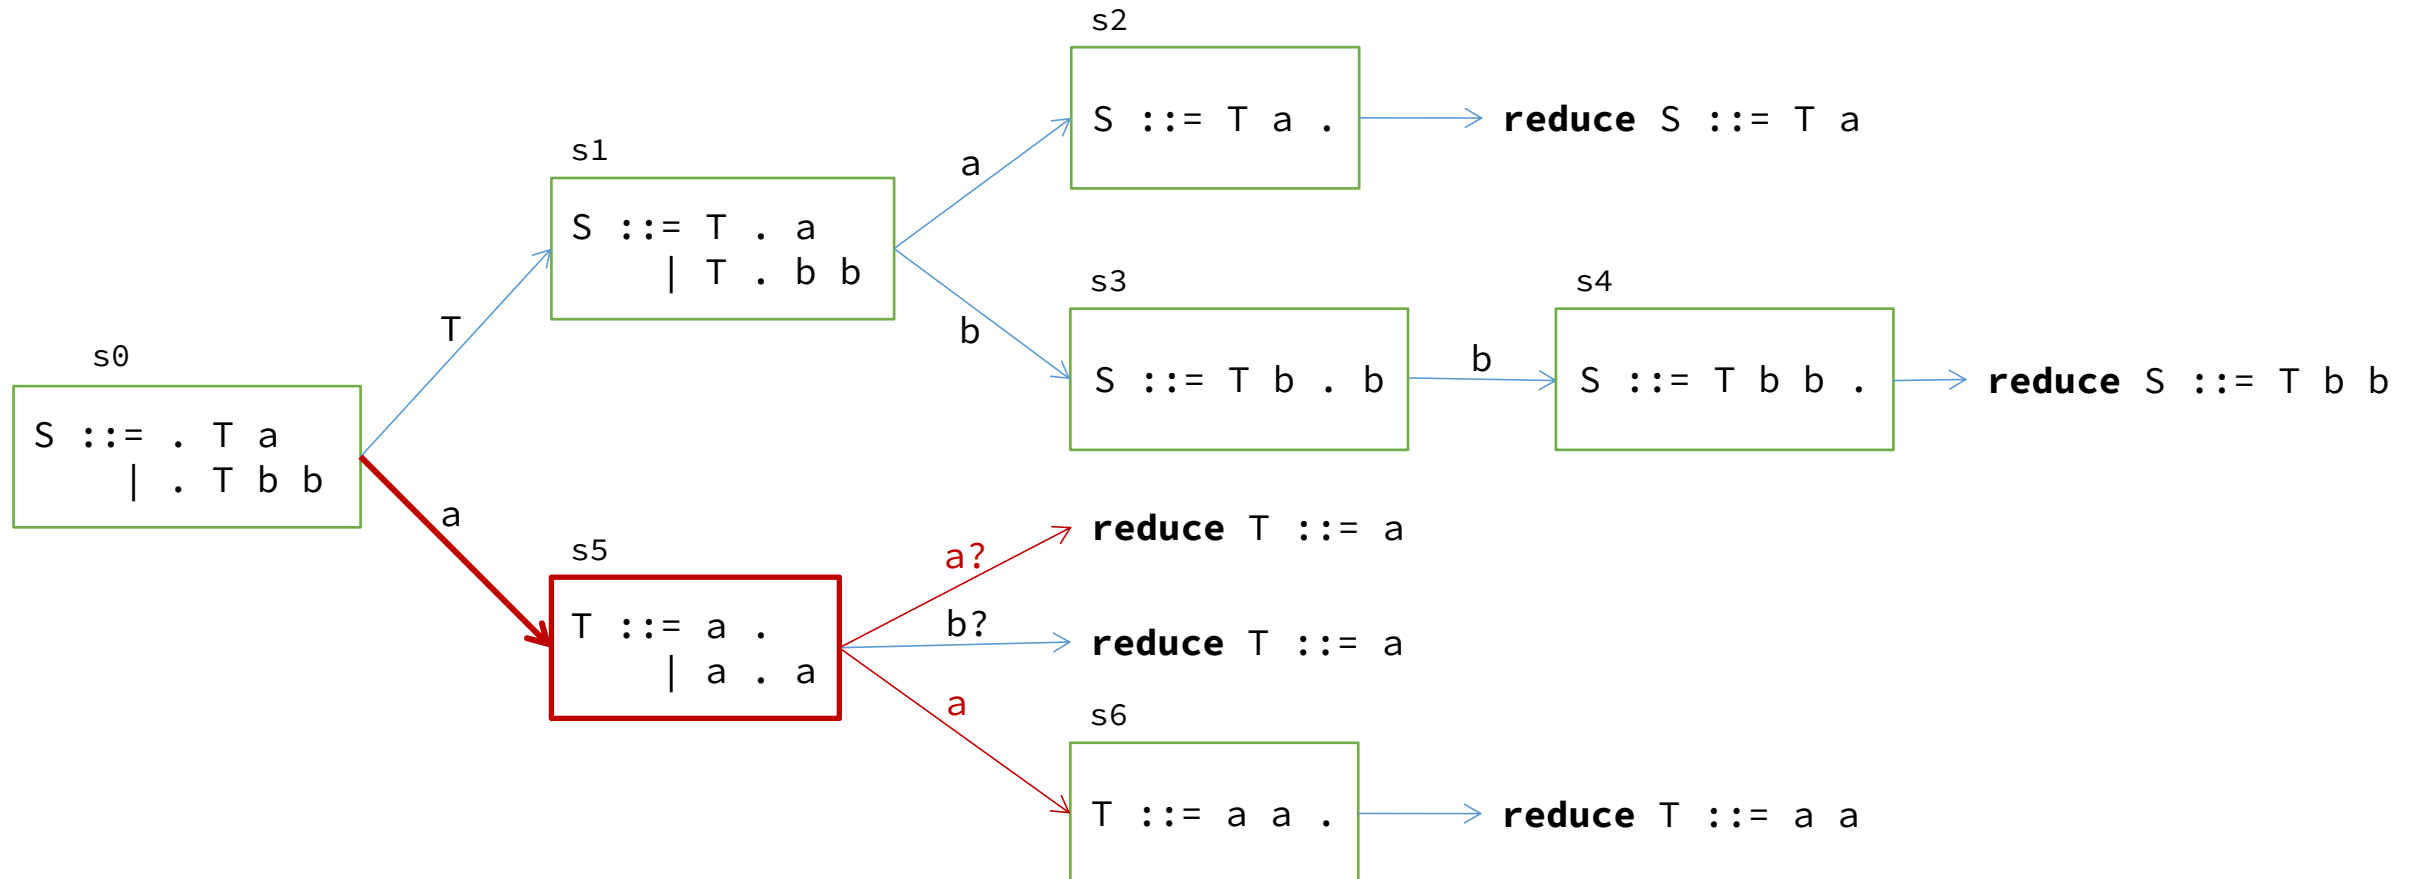 s2
S ::= T a .
reduce S ::= T a
s1
S ::= T . a
| T . b b
a
b
s3
S ::= T b . b
b
s4
S ::= T b b .
reduce S ::= T b b
T
s0
S ::= . T a
| . T b b
a
s5
T ::= a .
| a . a
a?
reduce T ::= a
b?
reduce T ::= a
a
s6
T ::= a a .
reduce T ::= a a